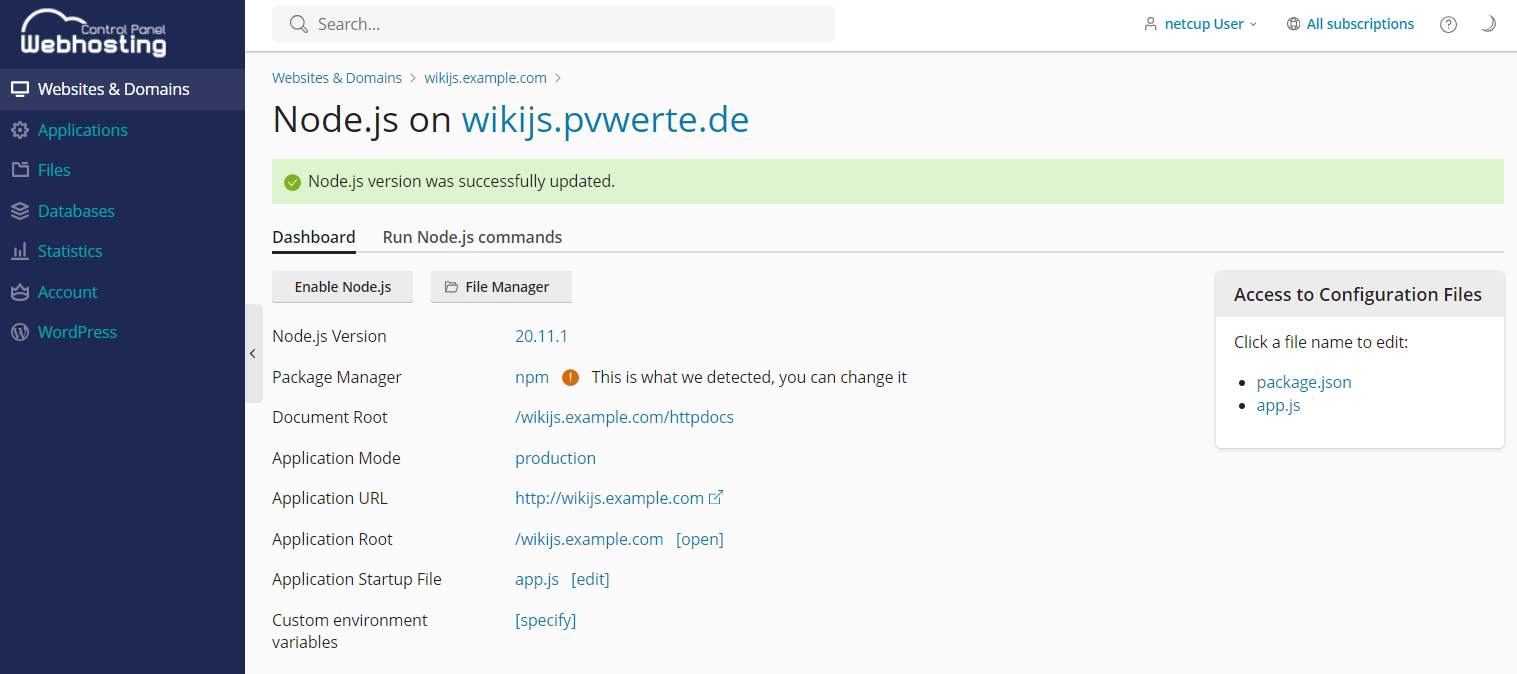 Control Panel
Webhosting
Search...
netcup User
All subscriptions
?
Websites & Domains
Applications
Files
Databases
Statistics
Account
WordPress
Websites & Domains > wikijs.example.com >
Node.js on wikijs.pvwerte.de
Node.js version was successfully updated.
Dashboard Run Node.js commands
Enable Node.js File Manager
Node.js Version 20.11.1
Package Manager npm ! This is what we detected, you can change it
Document Root /wikijs.example.com/httpdocs
Application Mode production
Application URL http://wikijs.example.com
Application Root /wikijs.example.com [open]
Application Startup File app.js [edit]
Custom environment [specify]
variables
Access to Configuration Files
Click a file name to edit:
• package.json
• app.js